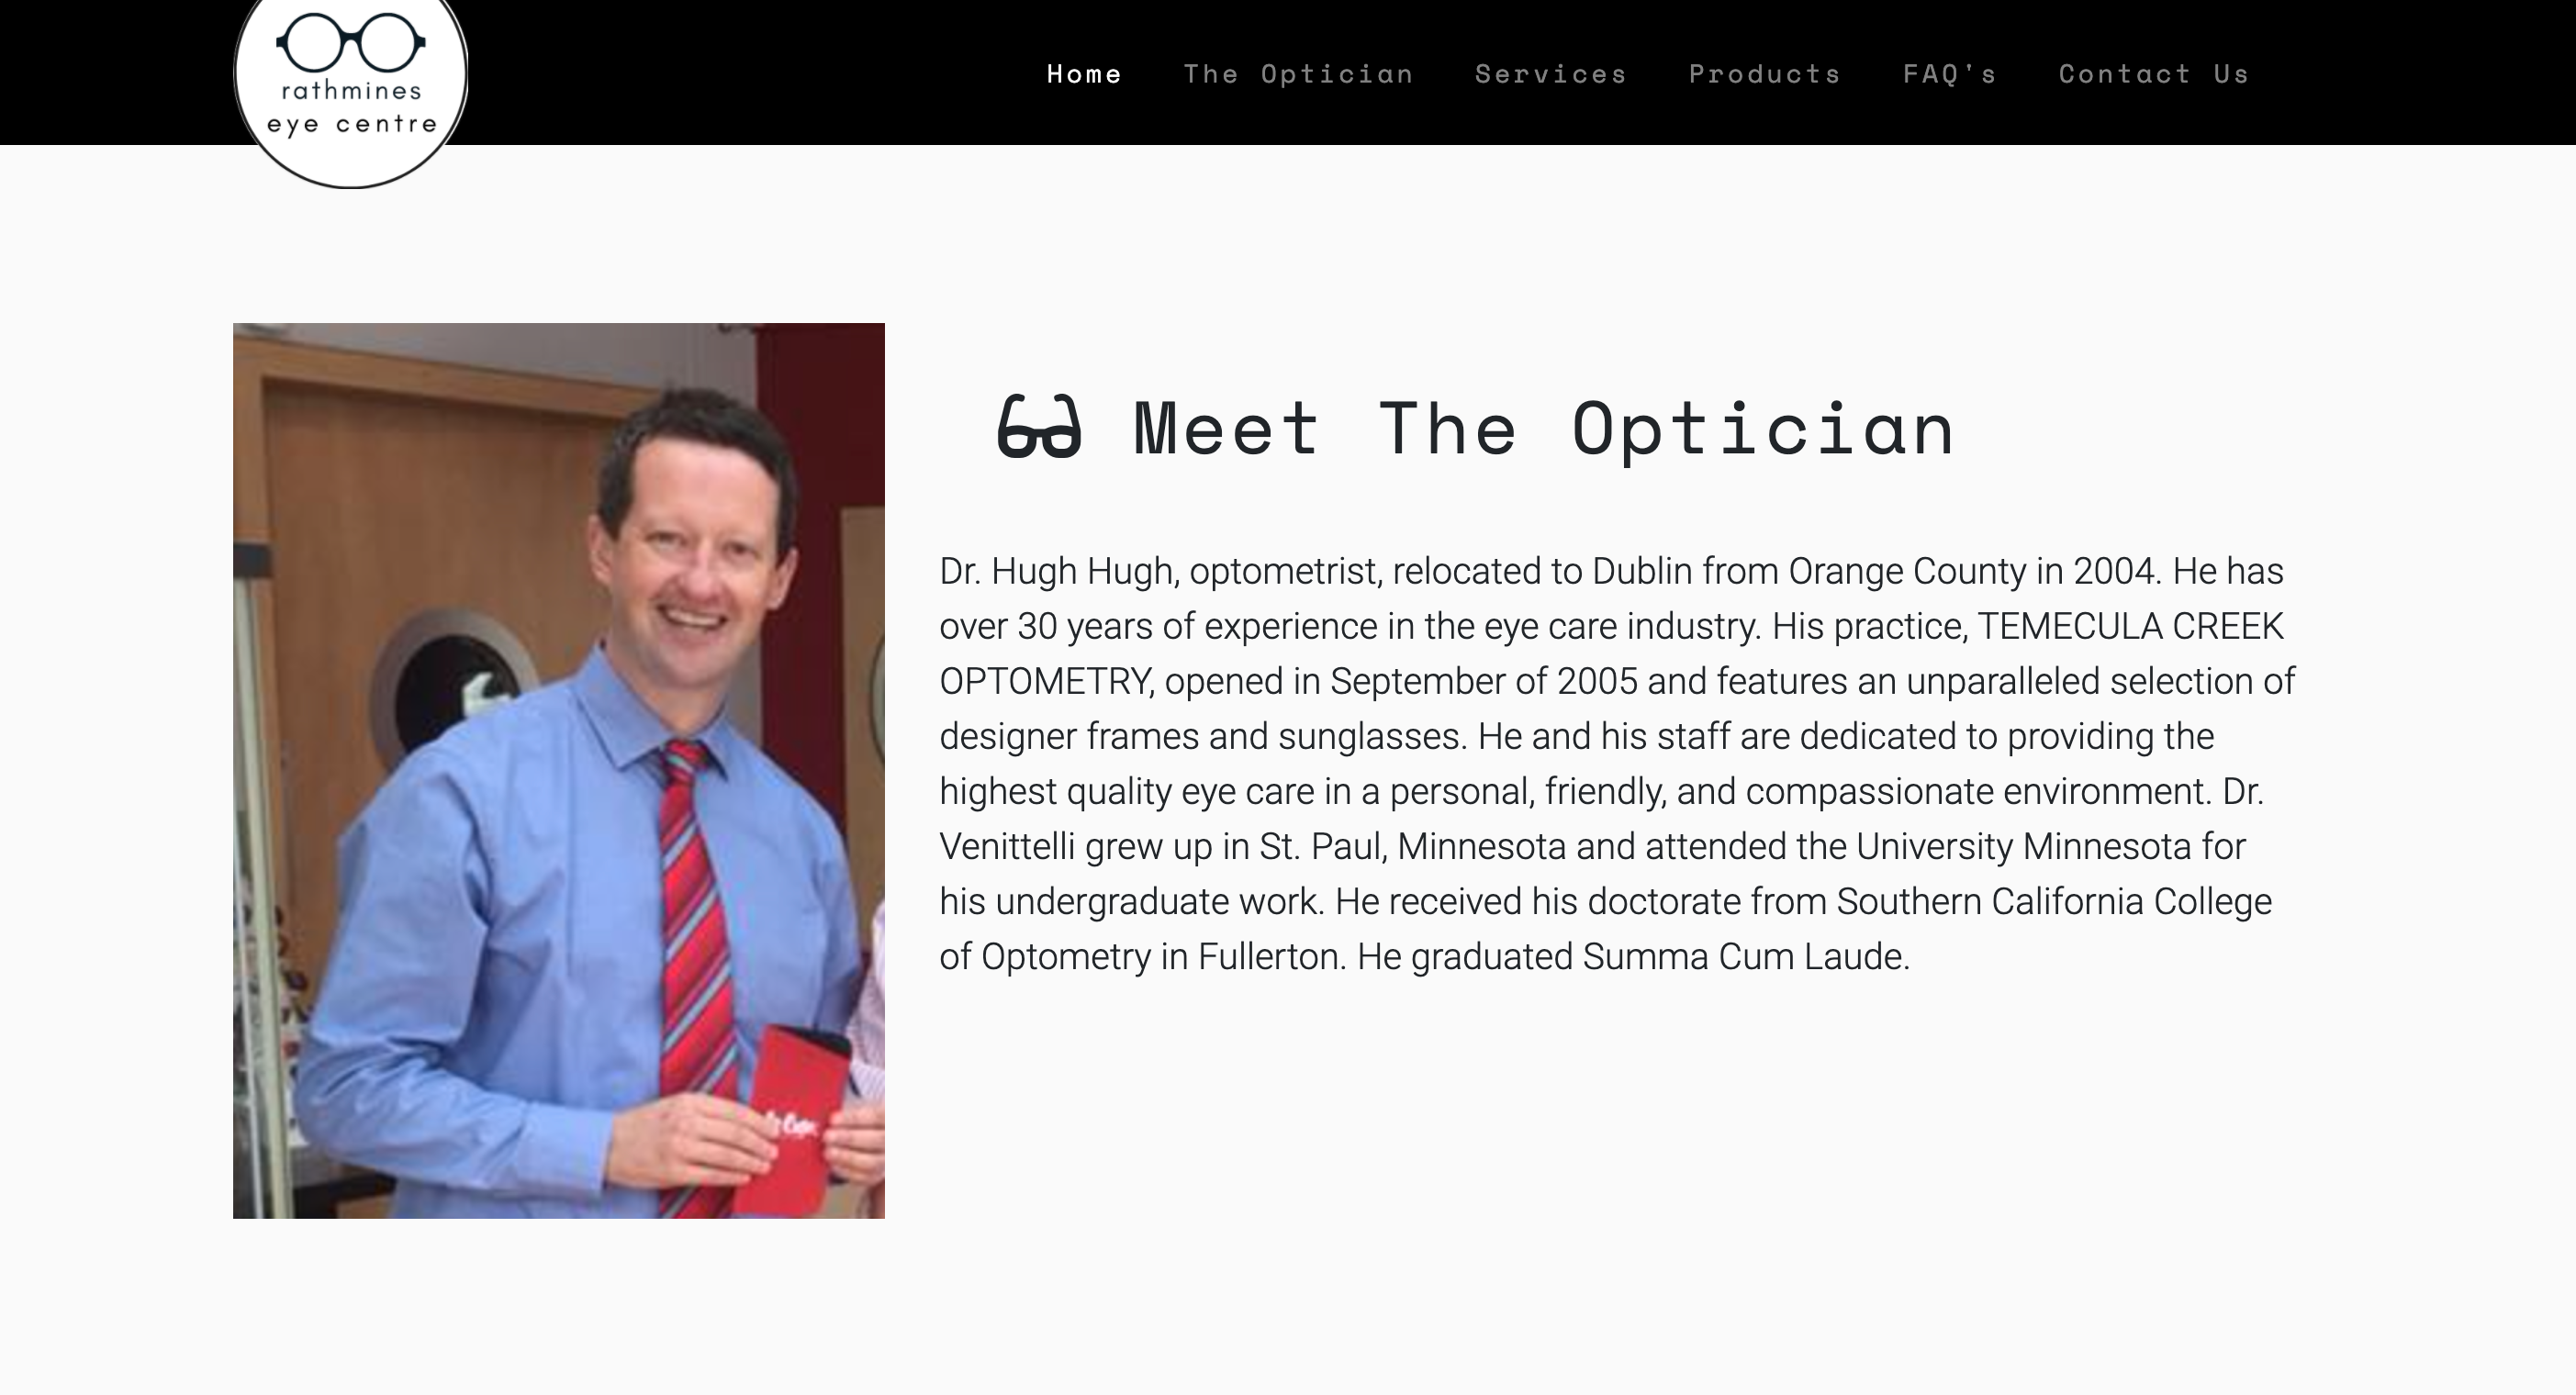 rathmines
eye centre
Home The Optician Services Products FAQ's Contact Us
Meet The Optician
Dr. Hugh Hugh, optometrist, relocated to Dublin from Orange County in 2004. He has
over 30 years of experience in the eye care industry. His practice, TEMECULA CREEK
OPTOMETRY, opened in September of 2005 and features an unparalleled selection of
designer frames and sunglasses. He and his staff are dedicated to providing the
highest quality eye care in a personal, friendly, and compassionate environment. Dr.
Venittelli grew up in St. Paul, Minnesota and attended the University Minnesota for
his undergraduate work. He received his doctorate from Southern California College
of Optometry in Fullerton. He graduated Summa Cum Laude.